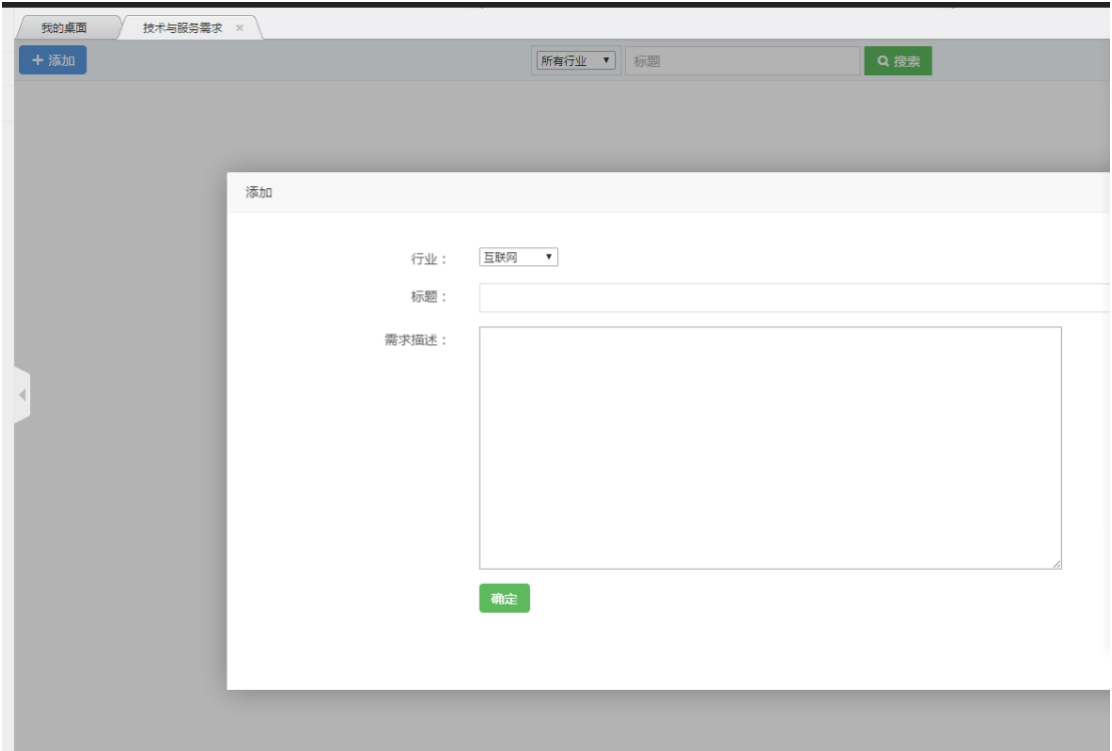 我的桌面 技术与服务需求 ×
+ 添加 所有行业 ▼ 标题 搜索
添加
行业： 互联网 ▼
标题：
需求描述：
确定